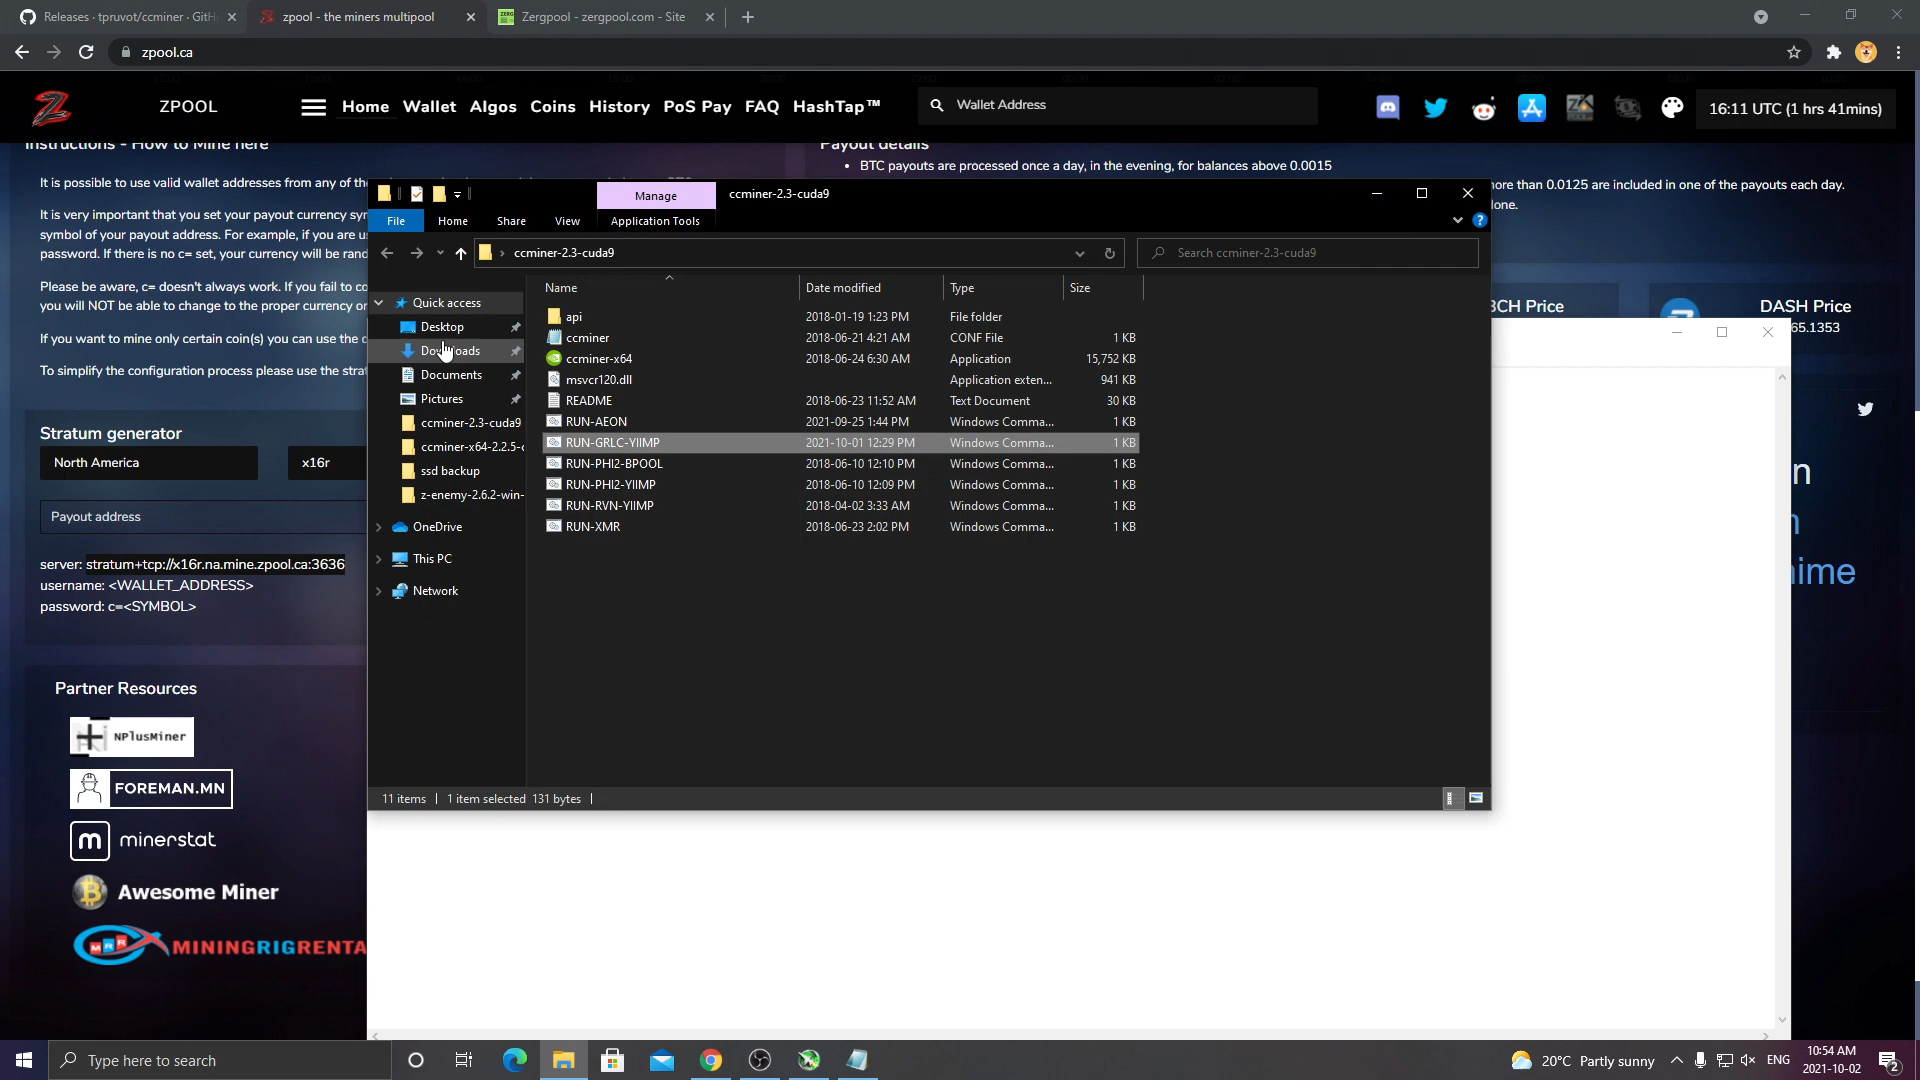 Releases · tpruvot/ccminer · GitH
zpool - the miners multipool
Zergpool - zergpool.com - Site
zpool.ca
ZPOOL
Home Wallet Algos Coins History PoS Pay FAQ HashTap™
Wallet Address
16:11 UTC (1 hrs 41mins)
Instructions - How to Mine here
It is possible to use valid wallet addresses from any of the
It is very important that you set your payout currency syr
symbol of your payout address. For example, if you are us
password. If there is no c= set, your currency will be rand
Please be aware, c= doesn't always work. If you fail to co
you will NOT be able to change to the proper currency or
If you want to mine only certain coin(s) you can use the c
To simplify the configuration process please use the strat
Payout details
• BTC payouts are processed once a day, in the evening, for balances above 0.0015
nore than 0.0125 are included in one of the payouts each day.
lone.
BCH Price
DASH Price
65.1353
Stratum generator
North America
x16r
Payout address
server: stratum+tcp://x16r.na.mine.zpool.ca:3636
username: <WALLET_ADDRESS>
password: c=<SYMBOL>
Partner Resources
NPlusMiner
FOREMAN.MN
minerstat
Awesome Miner
MRR MININGRIGRENTA
Manage
ccminer-2.3-cuda9
File
Home
Share
View
Application Tools
ccminer-2.3-cuda9
Search ccminer-2.3-cuda9
Quick access
Desktop
Downloads
Documents
Pictures
ccminer-2.3-cuda9
ccminer-x64-2.2.5-c
ssd backup
z-enemy-2.6.2-win-
OneDrive
This PC
Network
Name Date modified Type Size
api 2018-01-19 1:23 PM File folder
ccminer 2018-06-21 4:21 AM CONF File 1 KB
ccminer-x64 2018-06-24 6:30 AM Application 15,752 KB
msvcr120.dll Application exten... 941 KB
README 2018-06-23 11:52 AM Text Document 30 KB
RUN-AEON 2021-09-25 1:44 PM Windows Comma... 1 KB
RUN-GRLC-YIIMP 2021-10-01 12:29 PM Windows Comma... 1 KB
RUN-PHI2-BPOOL 2018-06-10 12:10 PM Windows Comma... 1 KB
RUN-PHI2-YIIMP 2018-06-10 12:09 PM Windows Comma... 1 KB
RUN-RVN-YIIMP 2018-04-02 3:33 AM Windows Comma... 1 KB
RUN-XMR 2018-06-23 2:02 PM Windows Comma... 1 KB
11 items 1 item selected 131 bytes
n
ime
Type here to search
20°C Partly sunny
ENG
10:54 AM
2021-10-02
2